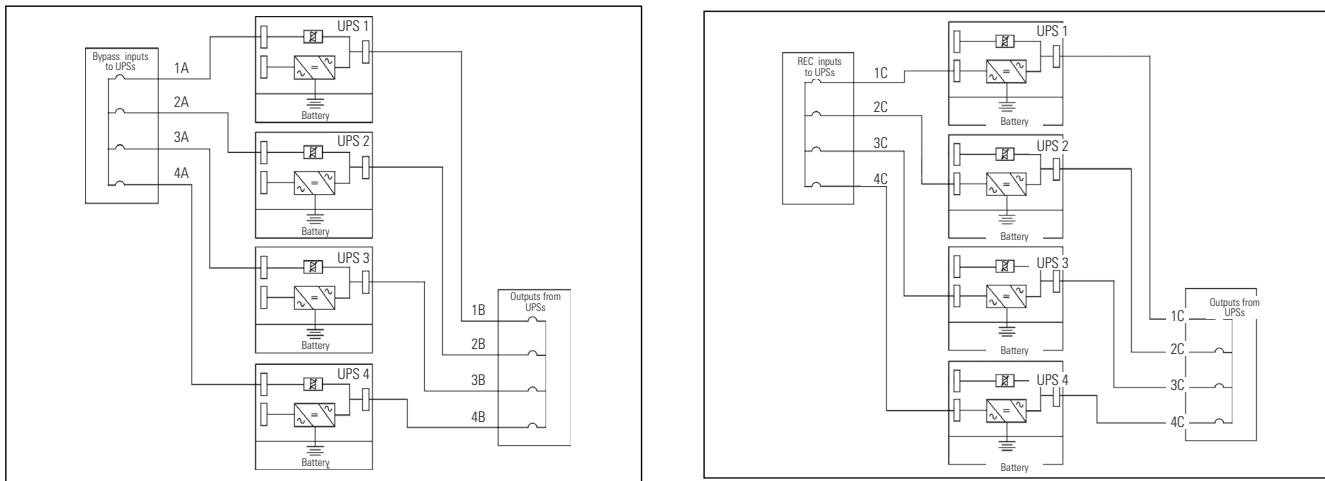 Bypass inputs
to UPSs
1A
2A
3A
4A
UPS 1
Battery
UPS 2
Battery
UPS 3
Battery
UPS 4
Battery
1B
2B
3B
4B
Outputs from
UPSs
REC inputs
to UPSs
1C
2C
3C
4C
UPS 1
Battery
UPS 2
Battery
UPS 3
Battery
UPS 4
Battery
1C
2C
3C
4C
Outputs from
UPSs